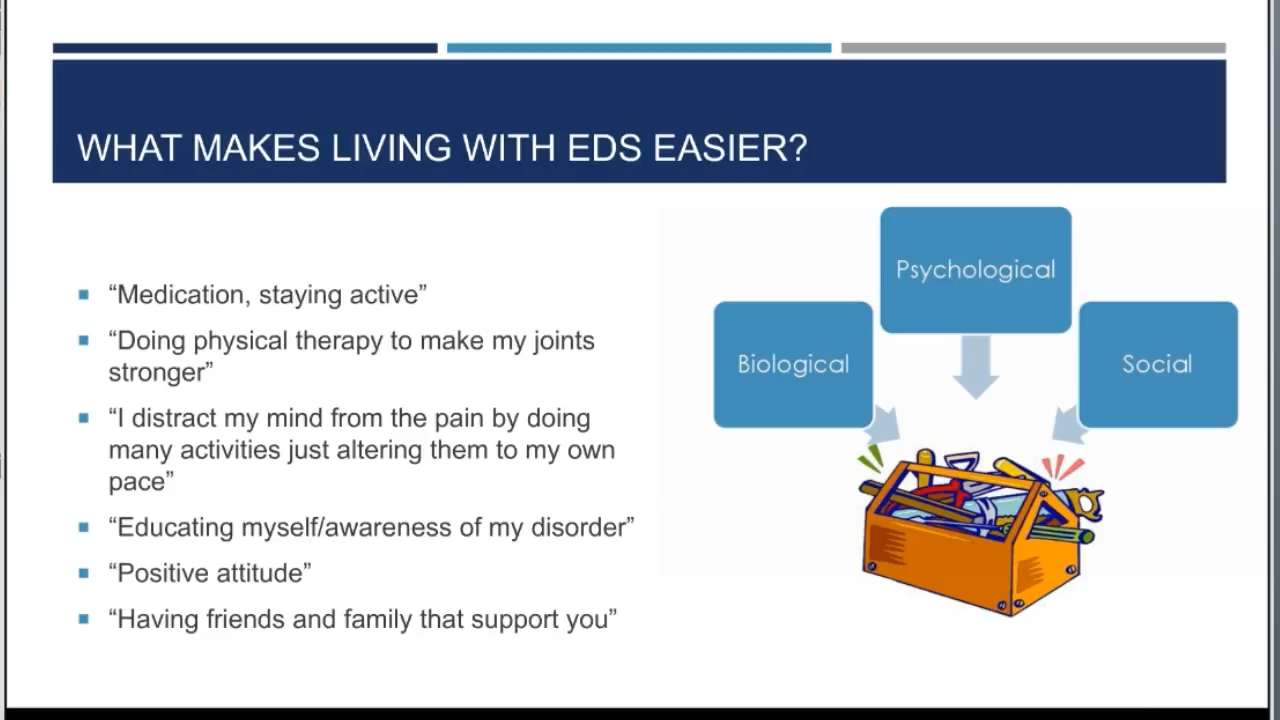 WHAT MAKES LIVING WITH EDS EASIER?
“Medication, staying active”
“Doing physical therapy to make my joints
stronger”
“I distract my mind from the pain by doing
many activities just altering them to my own
pace”
“Educating myself/awareness of my disorder”
“Positive attitude”
“Having friends and family that support you”
Psychological
Biological
Social